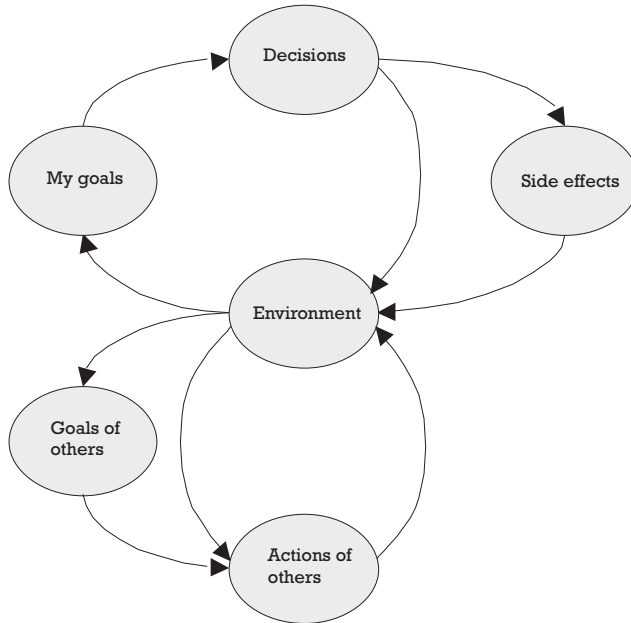 Decisions
My goals
Side effects
Environment
Goals of
others
Actions of
others